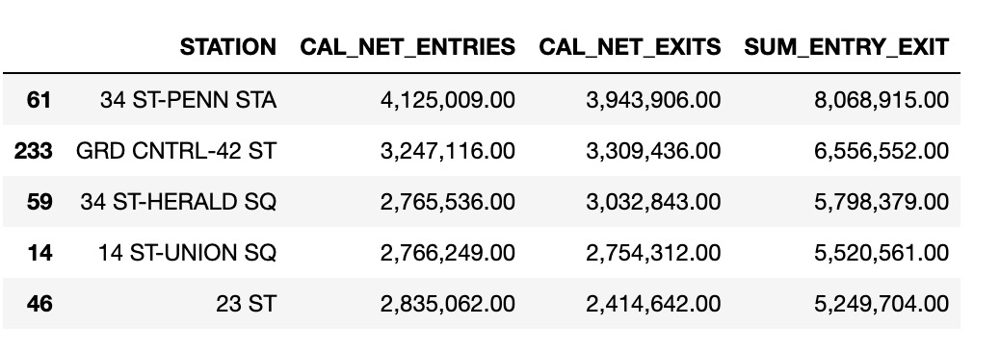 STATION CAL_NET_ENTRIES CAL_NET_EXITS SUM_ENTRY_EXIT
61 34 ST-PENN STA 4,125,009.00 3,943,906.00 8,068,915.00
233 GRD CNTRL-42 ST 3,247,116.00 3,309,436.00 6,556,552.00
59 34 ST-HERALD SQ 2,765,536.00 3,032,843.00 5,798,379.00
14 14 ST-UNION SQ 2,766,249.00 2,754,312.00 5,520,561.00
46 23 ST 2,835,062.00 2,414,642.00 5,249,704.00